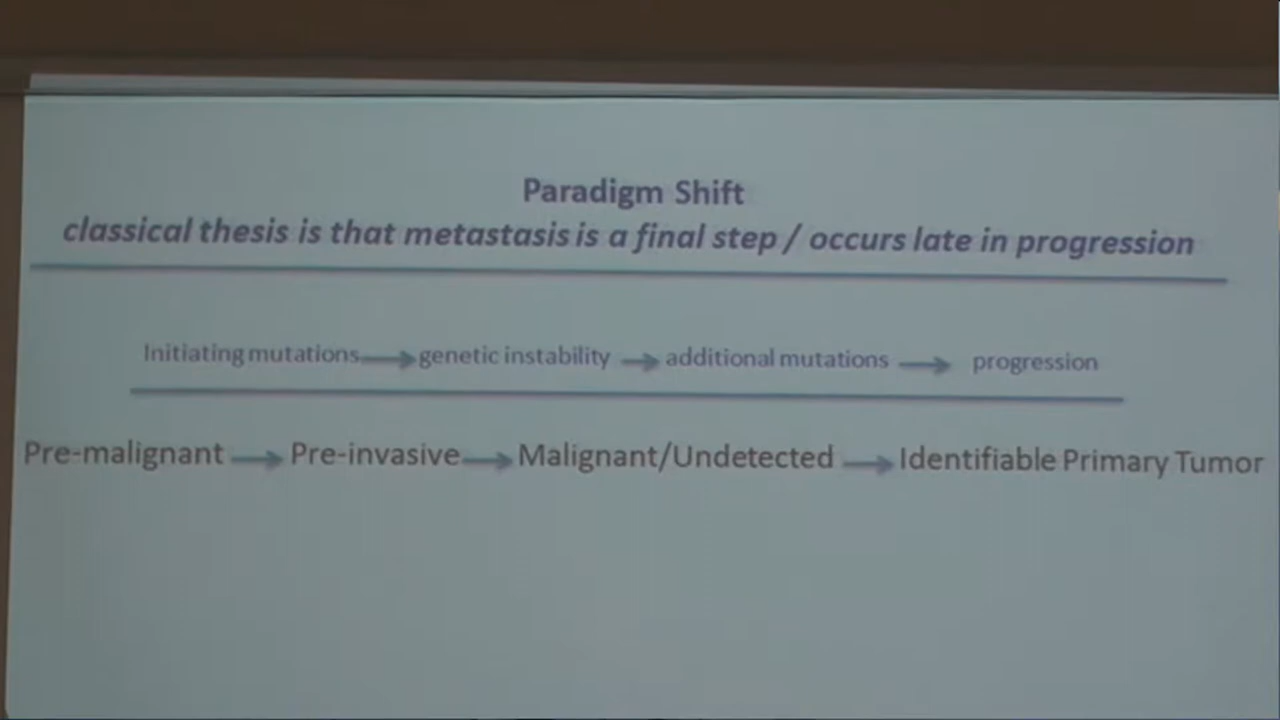 Paradigm Shift
classical thesis is that metastasis is a final step / occurs late in progression
Initiating mutations → genetic instability → additional mutations → progression
Pre-malignant → Pre-invasive → Malignant/Undetected → Identifiable Primary Tumor